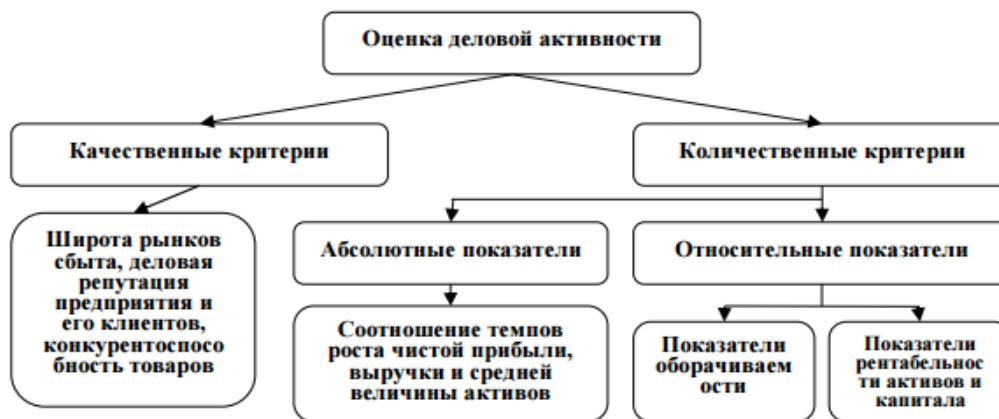 Оценка деловой активности
Качественные критерии
Количественные критерии
Широта рынков
сбыта, деловая
репутация
предприятия и
его клиентов,
конкурентоспосо
бность товаров
Абсолютные показатели
Относительные показатели
Соотношение темпов
роста чистой прибыли,
выручки и средней
величины активов
Показатели
оборачиваем
ости
Показатели
рентабельнос
ти активов и
капитала